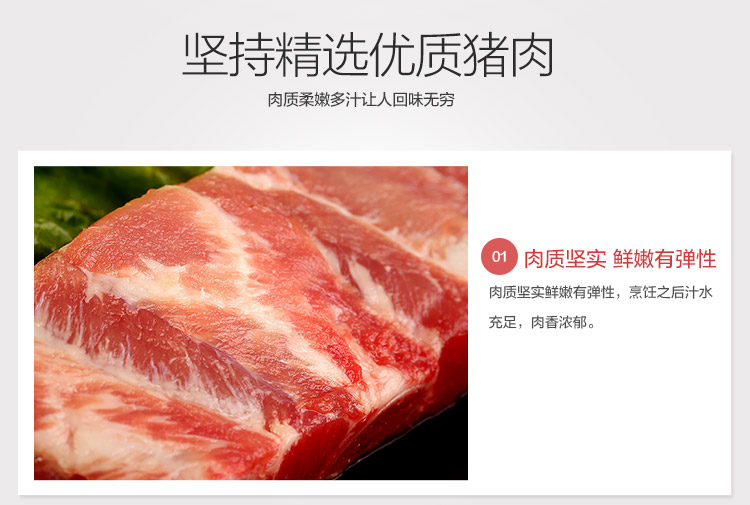 坚持精选优质猪肉
肉质柔嫩多汁让人回味无穷
01 肉质坚实 鲜嫩有弹性
肉质坚实鲜嫩有弹性，烹饪之后汁水
充足，肉香浓郁。